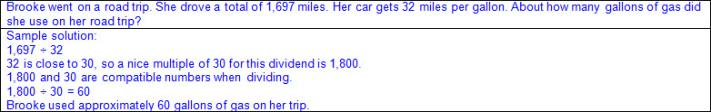 Brooke went on a road trip. She drove a total of 1,697 miles. Her car gets 32 miles per gallon. About how many gallons of gas did
she use on her road trip?
Sample solution:
1,697 ÷ 32
32 is close to 30, so a nice multiple of 30 for this dividend is 1,800.
1,800 and 30 are compatible numbers when dividing.
1,800 ÷ 30 = 60
Brooke used approximately 60 gallons of gas on her trip.